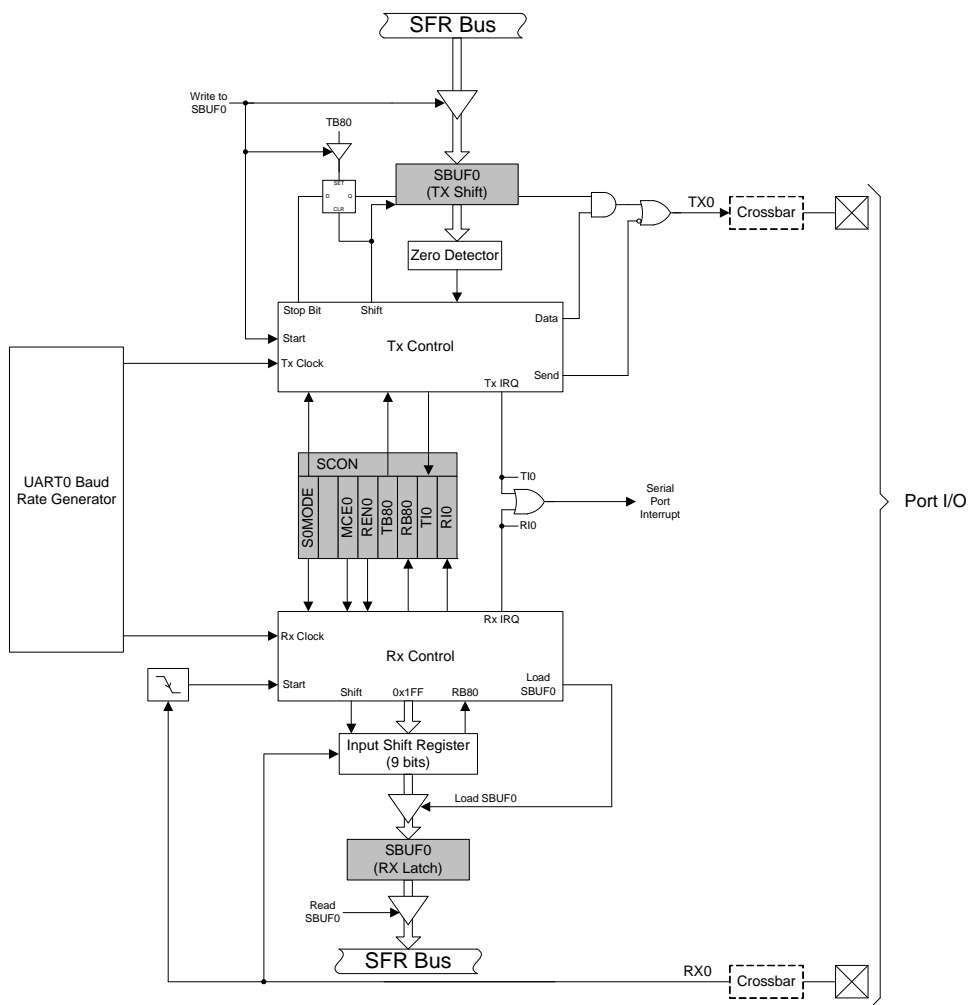 SFR Bus
Write to
SBUF0
TB80
SET
D
Q
CLR
SBUF0
(TX Shift)
TX0
Crossbar
Zero Detector
Stop Bit
Shift
Data
Start
Tx Control
Tx Clock
Send
Tx IRQ
UART0 Baud
Rate Generator
SCON
S0MODE
MCE0
REN0
TB80
RB80
TI0
RI0
TI0
Serial
Port
Interrupt
RI0
Port I/O
Rx IRQ
Rx Clock
Rx Control
Start
Load
SBUF0
Shift
0x1FF
RB80
Input Shift Register
(9 bits)
Load SBUF0
SBUF0
(RX Latch)
Read
SBUF0
SFR Bus
RX0
Crossbar